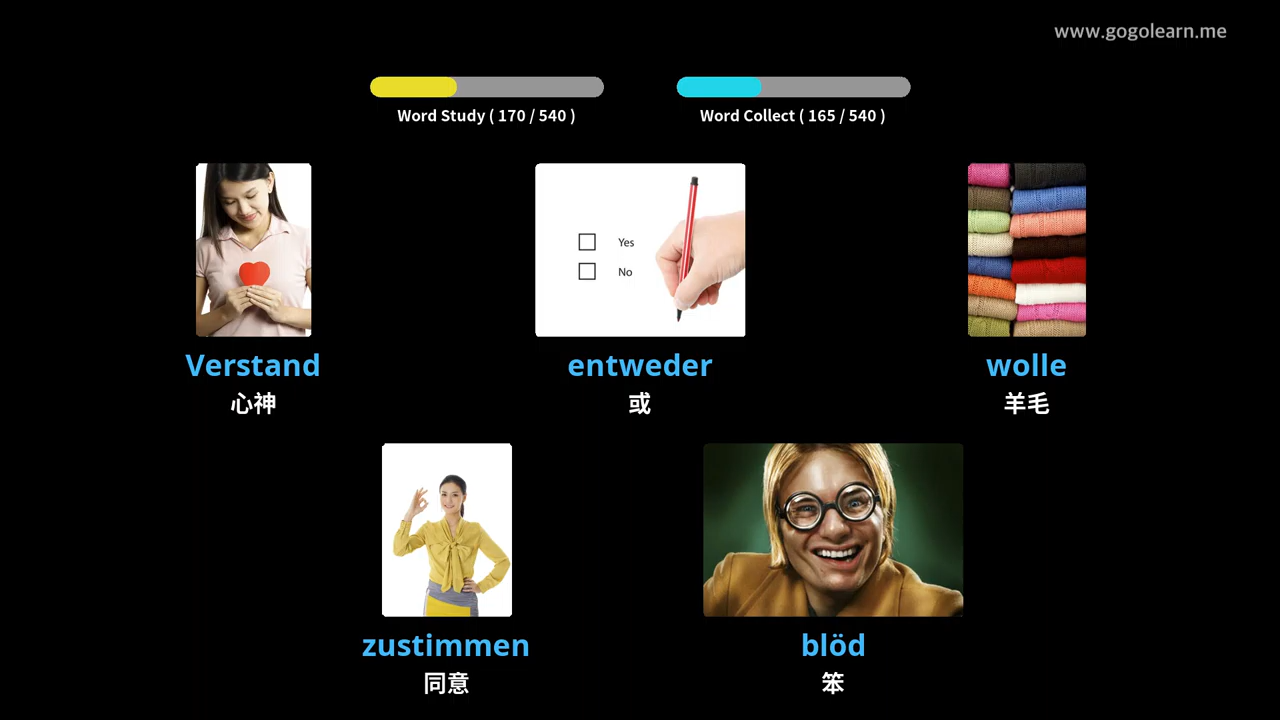 www.gogolearn.me
Word Study ( 170 / 540 )
Word Collect ( 165 / 540 )
Yes
No
Verstand
心神
entweder
或
wolle
羊毛
zustimmen
同意
blöd
笨